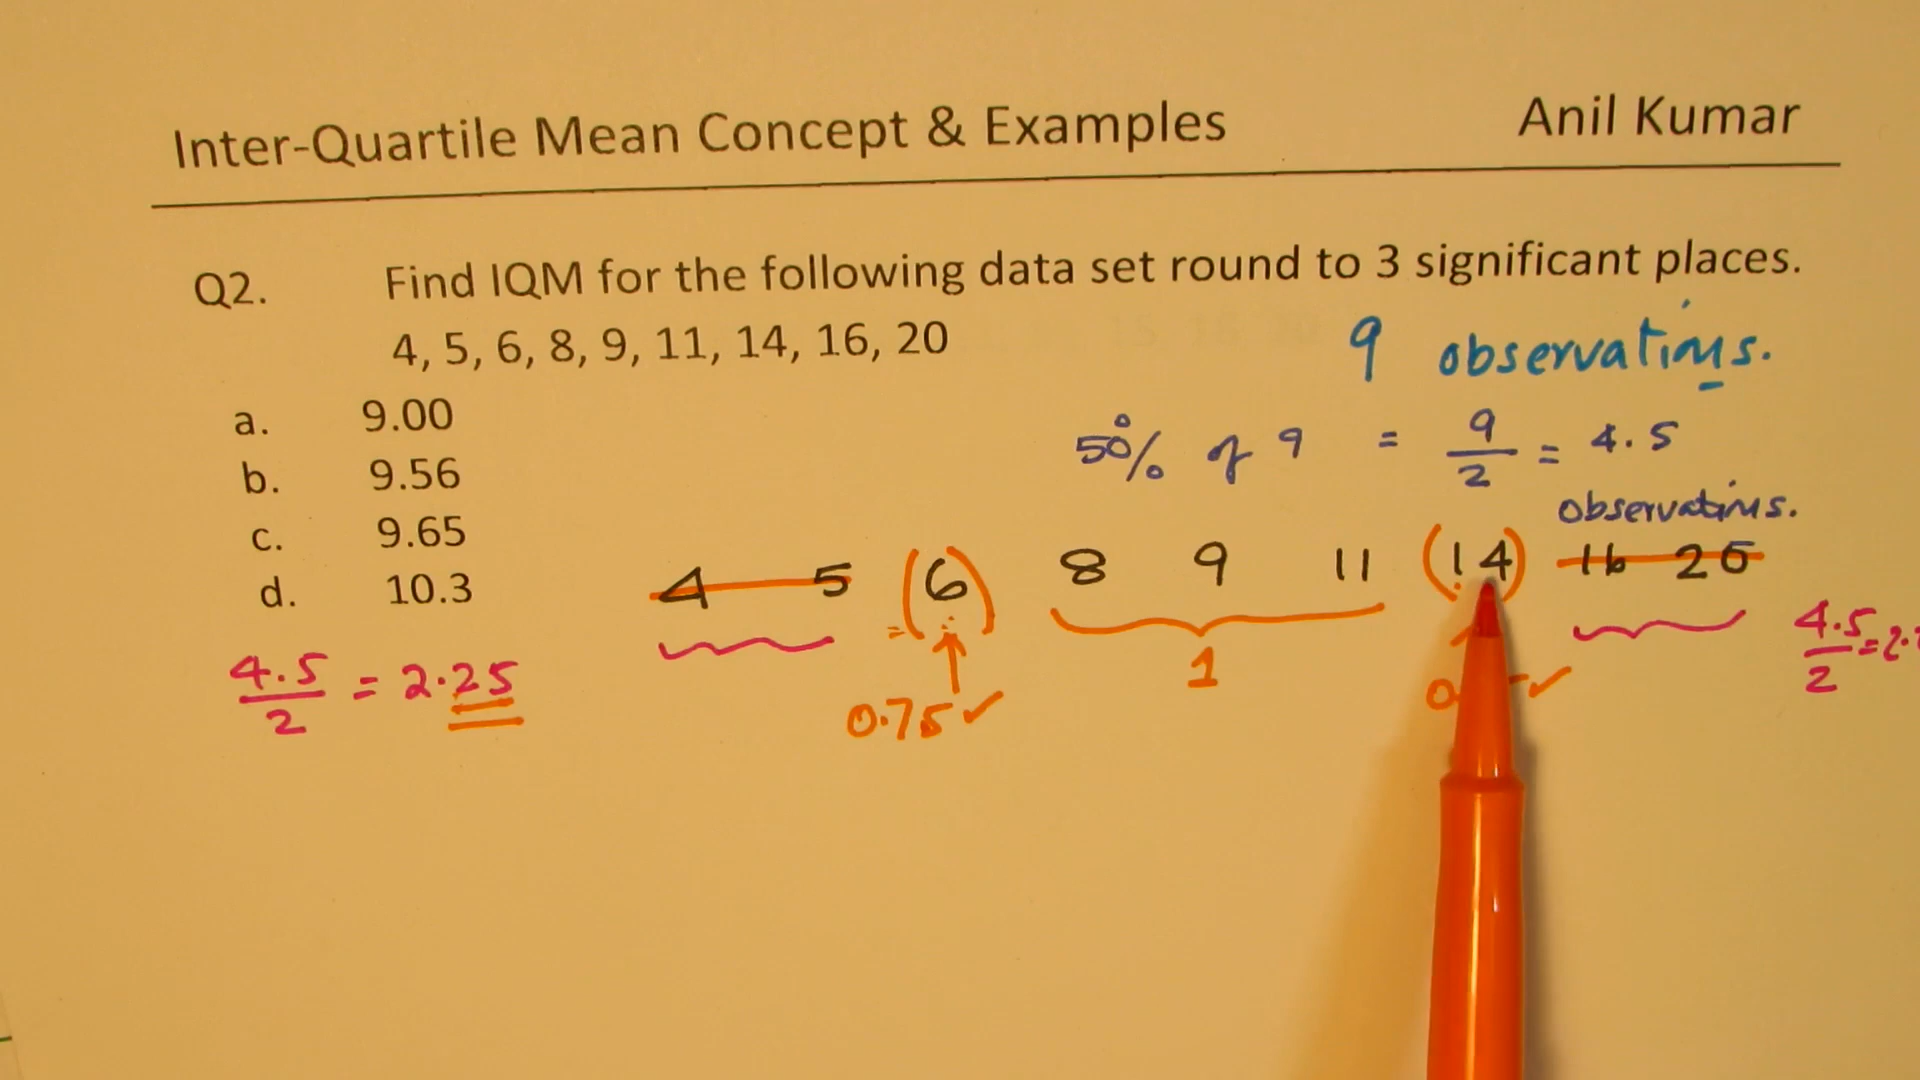 Inter-Quartile Mean Concept & Examples Anil Kumar
Q2. Find IQM for the following data set round to 3 significant places.
4, 5, 6, 8, 9, 11, 14, 16, 20
9 observations.
a. 9.00
50% of 9 = 9/2 = 4.5
observations.
b. 9.56
c. 9.65
d. 10.3
4 5 (6) 8 9 11 (14) 16 20
4.5/2 = 2.25
0.75 ✓ 1 ✓
4.5/2 = 2.